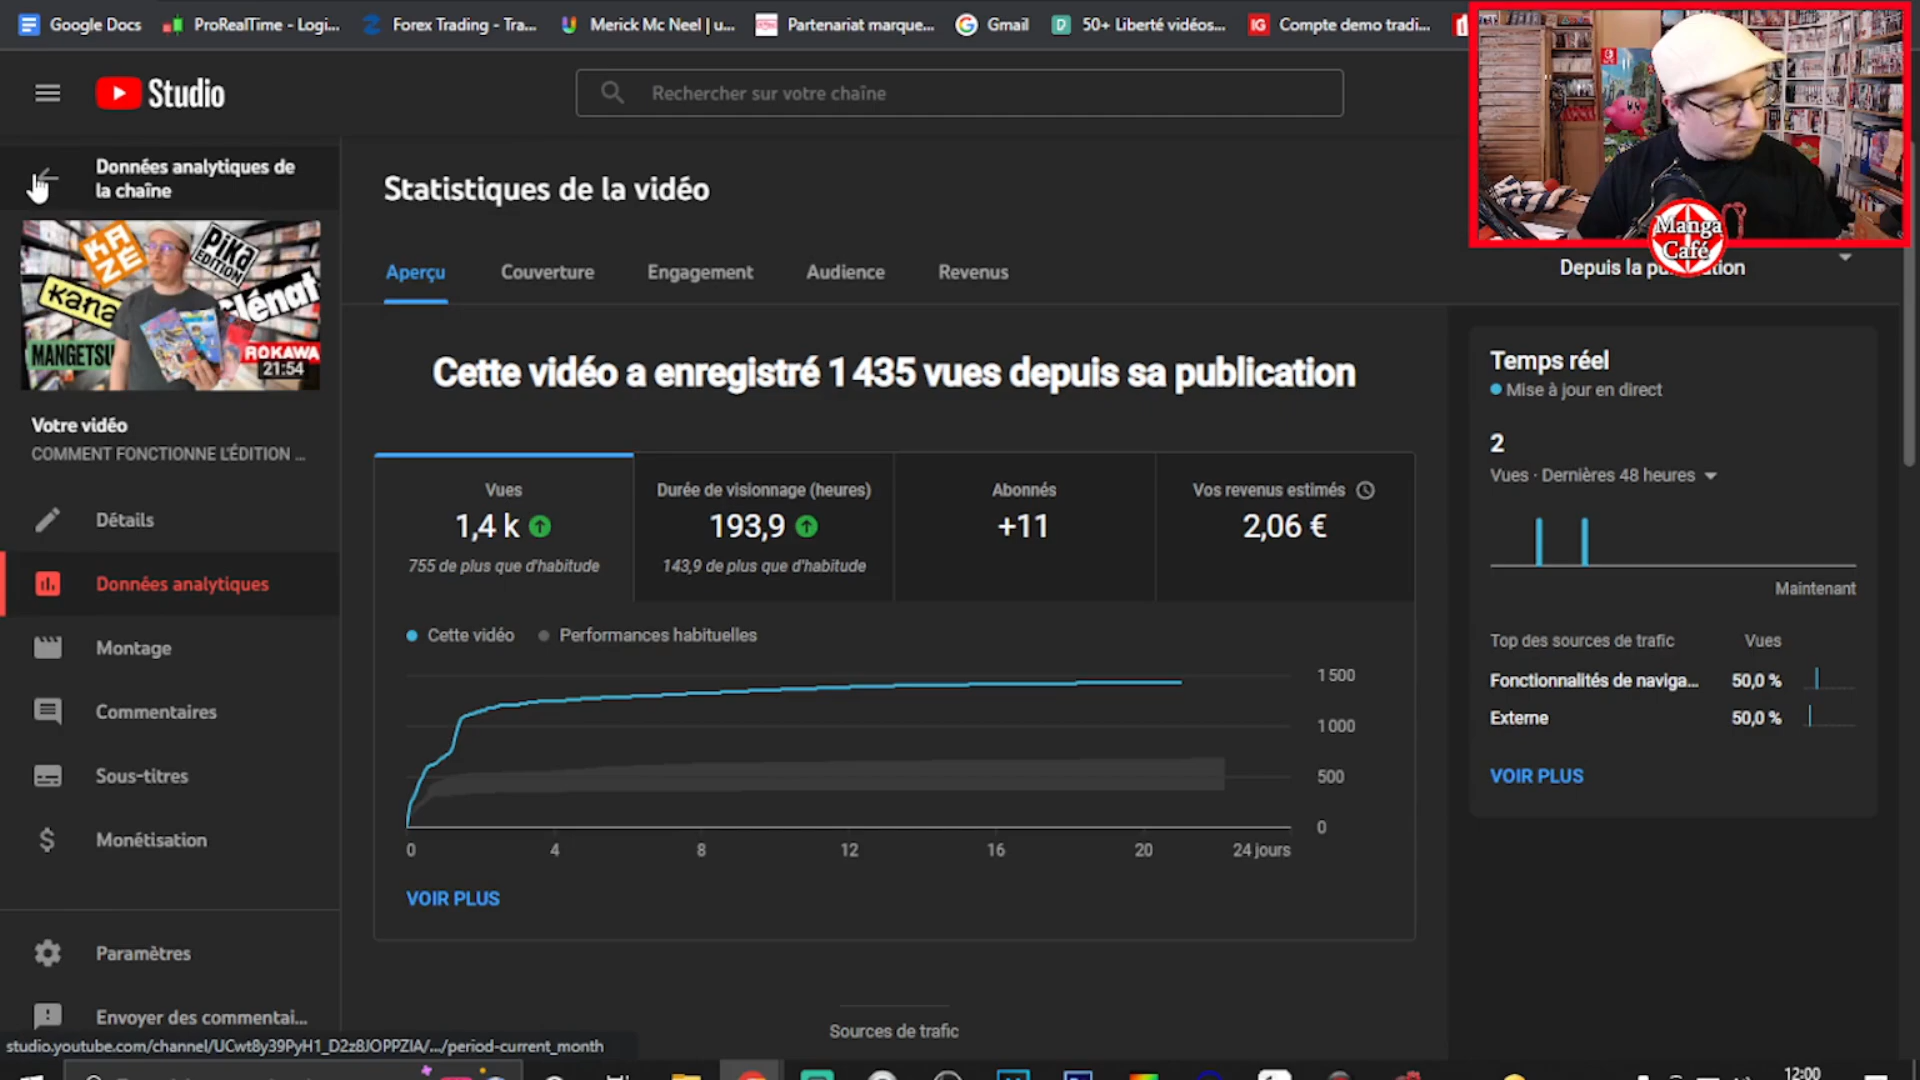 Google Docs
ProRealTime - Logi...
Forex Trading - Tra...
Merick Mc Neel | u...
Partenariat marque...
Gmail
50+ Liberté vidéos...
IG
Compte demo tradi...
Studio
Rechercher sur votre chaîne
Manga
Café
Données analytiques de
la chaîne
KAZE
PIKA
EDITION
Kana
Glénat
MANGETSU
ROKAWA
21:54
Votre vidéo
COMMENT FONCTIONNE L'ÉDITION ...
Détails
Données analytiques
Montage
Commentaires
Sous-titres
Monétisation
Paramètres
Envoyer des commentai...
studio.youtube.com/channel/UCwt8y39PyH1_D2z8JOPPZIA/.../period-current_month
Statistiques de la vidéo
Aperçu
Couverture
Engagement
Audience
Revenus
Cette vidéo a enregistré 1 435 vues depuis sa publication
Vues
1,4 k
755 de plus que d'habitude
Durée de visionnage (heures)
193,9
143,9 de plus que d'habitude
Abonnés
+11
Vos revenus estimés
2,06 €
Cette vidéo
Performances habituelles
1 500
1 000
500
0
0 4 8 12 16 20 24 jours
VOIR PLUS
Sources de trafic
Temps réel
Mise à jour en direct
2
Vues · Dernières 48 heures
Maintenant
Top des sources de trafic Vues
Fonctionnalités de naviga... 50,0 %
Externe 50,0 %
VOIR PLUS
12:00